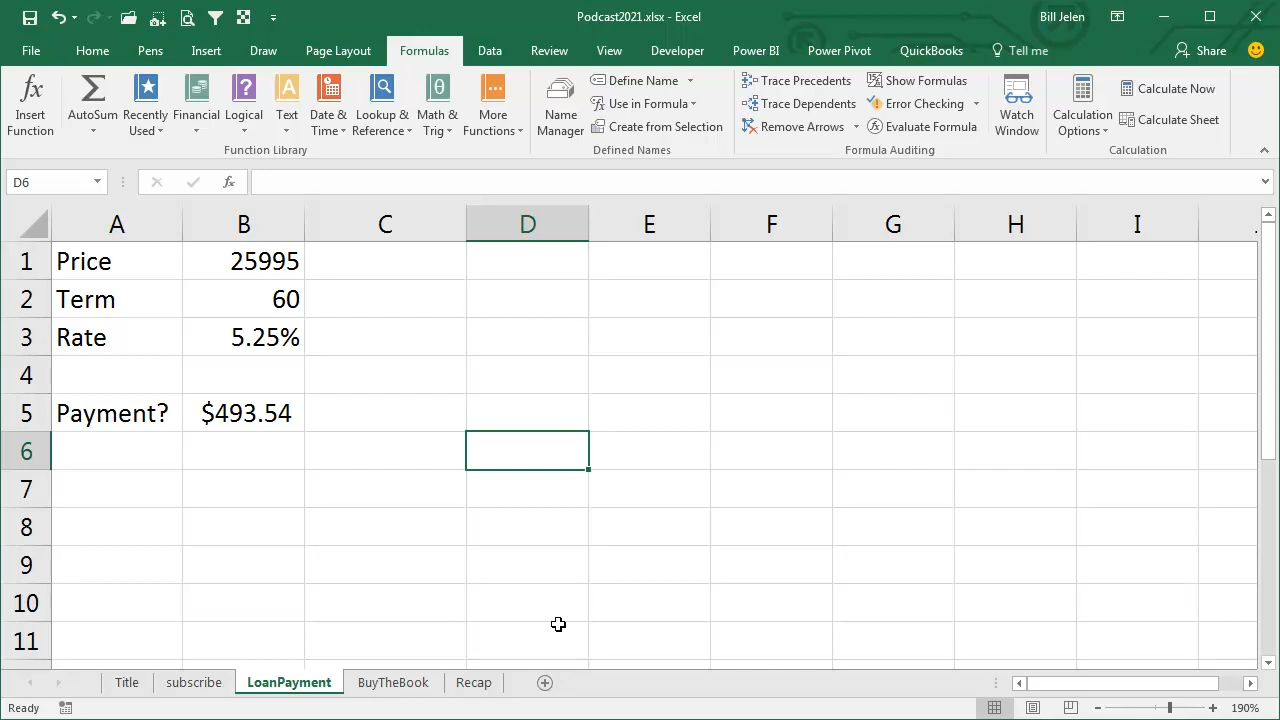 Podcast2021.xlsx - Excel
Bill Jelen
File Home Pens Insert Draw Page Layout Formulas Data Review View Developer Power BI Power Pivot QuickBooks Tell me Share
fx Insert Function
AutoSum
Recently Used
Financial
Logical
Text
Date & Time
Lookup & Reference
Math & Trig
More Functions
Function Library
Name Manager
Define Name
Use in Formula
Create from Selection
Defined Names
Trace Precedents
Trace Dependents
Remove Arrows
Show Formulas
Error Checking
Evaluate Formula
Formula Auditing
Watch Window
Calculation Options
Calculate Now
Calculate Sheet
Calculation
D6 fx
A B C D E F G H I
1 Price 25995
2 Term 60
3 Rate 5.25%
4
5 Payment? $493.54
6
7
8
9
10
11
Title subscribe LoanPayment BuyTheBook Recap
Ready 190%